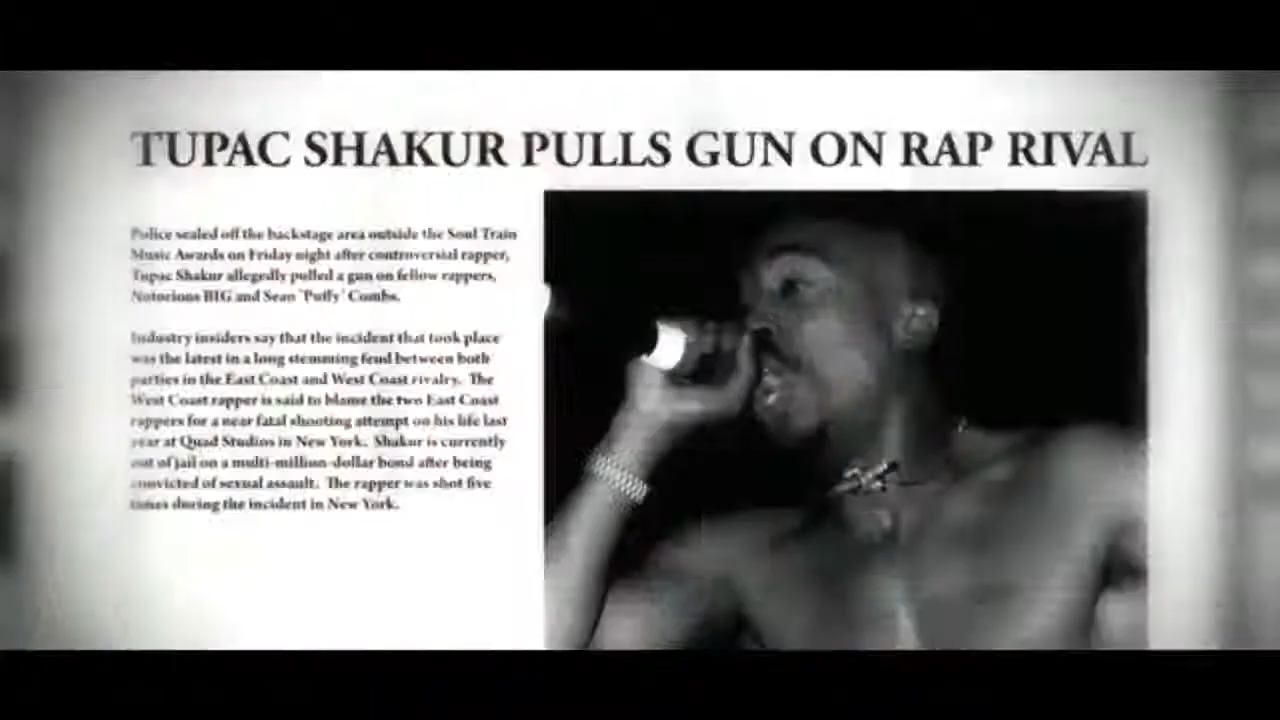 TUPAC SHAKUR PULLS GUN ON RAP RIVAL
Police sealed off the backstage area outside the Soul Train
Music Awards on Friday night after controversial rapper,
Tupac Shakur allegedly pulled a gun on fellow rappers,
Notorious BIG and Sean 'Puffy' Combs.
Industry insiders say that the incident that took place
was the latest in a long stemming feud between both
parties in the East Coast and West Coast rivalry. The
West Coast rapper is said to blame the two East Coast
rappers for a near fatal shooting attempt on his life last
year at Quad Studios in New York. Shakur is currently
out of jail on a multi-million-dollar bond after being
convicted of sexual assault. The rapper was shot five
times during the incident in New York.